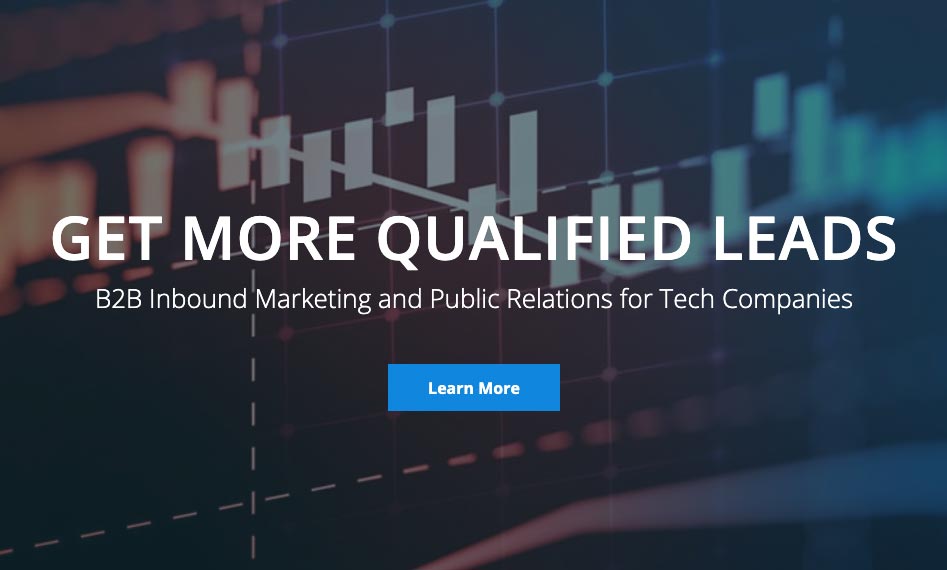 GET MORE QUALIFIED LEADS
B2B Inbound Marketing and Public Relations for Tech Companies
Learn More